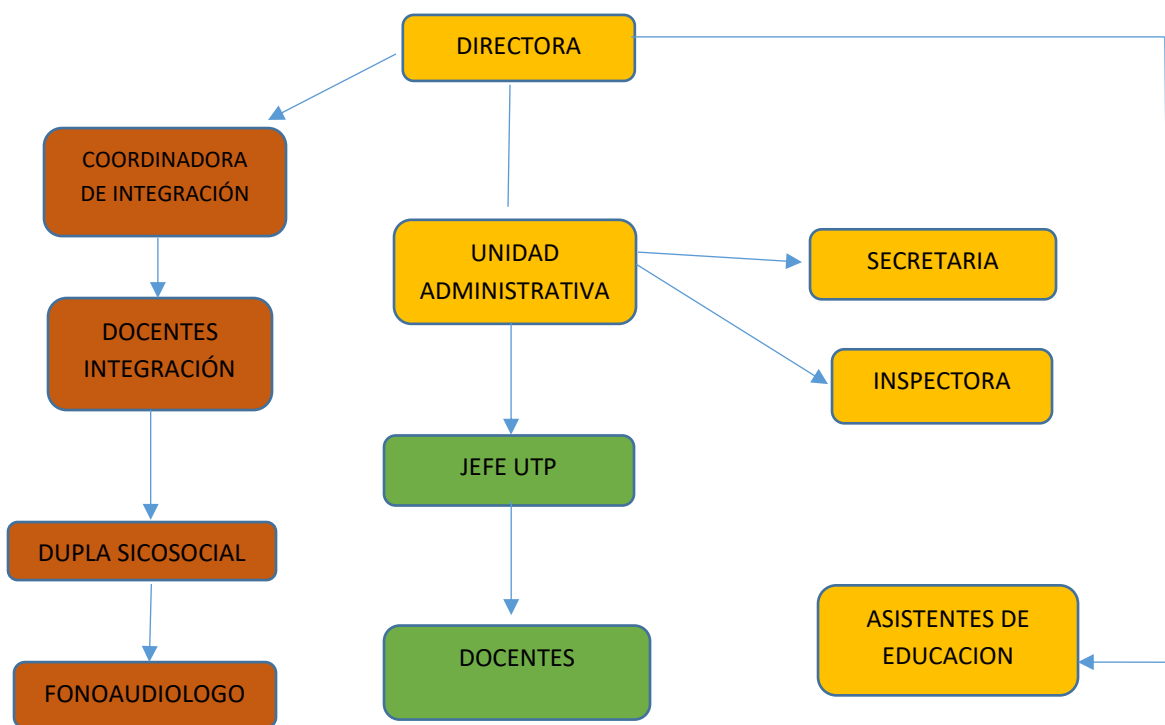 DIRECTORA
COORDINADORA
DE INTEGRACIÓN
UNIDAD
ADMINISTRATIVA
SECRETARIA
DOCENTES
INTEGRACIÓN
INSPECTORA
JEFE UTP
DUPLA SICOSOCIAL
ASISTENTES DE
EDUCACION
DOCENTES
FONOAUDIOLOGO